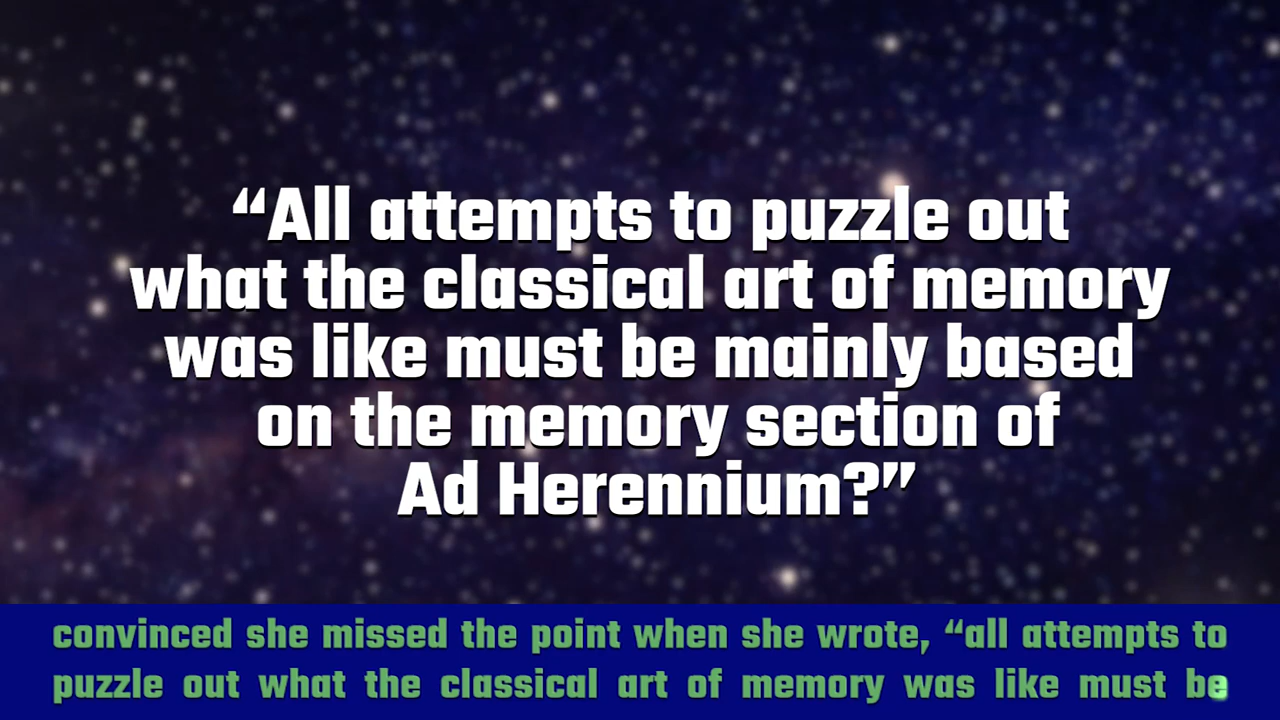 “All attempts to puzzle out
what the classical art of memory
was like must be mainly based
on the memory section of
Ad Herennium?”
convinced she missed the point when she wrote, “all attempts to
puzzle out what the classical art of memory was like must be